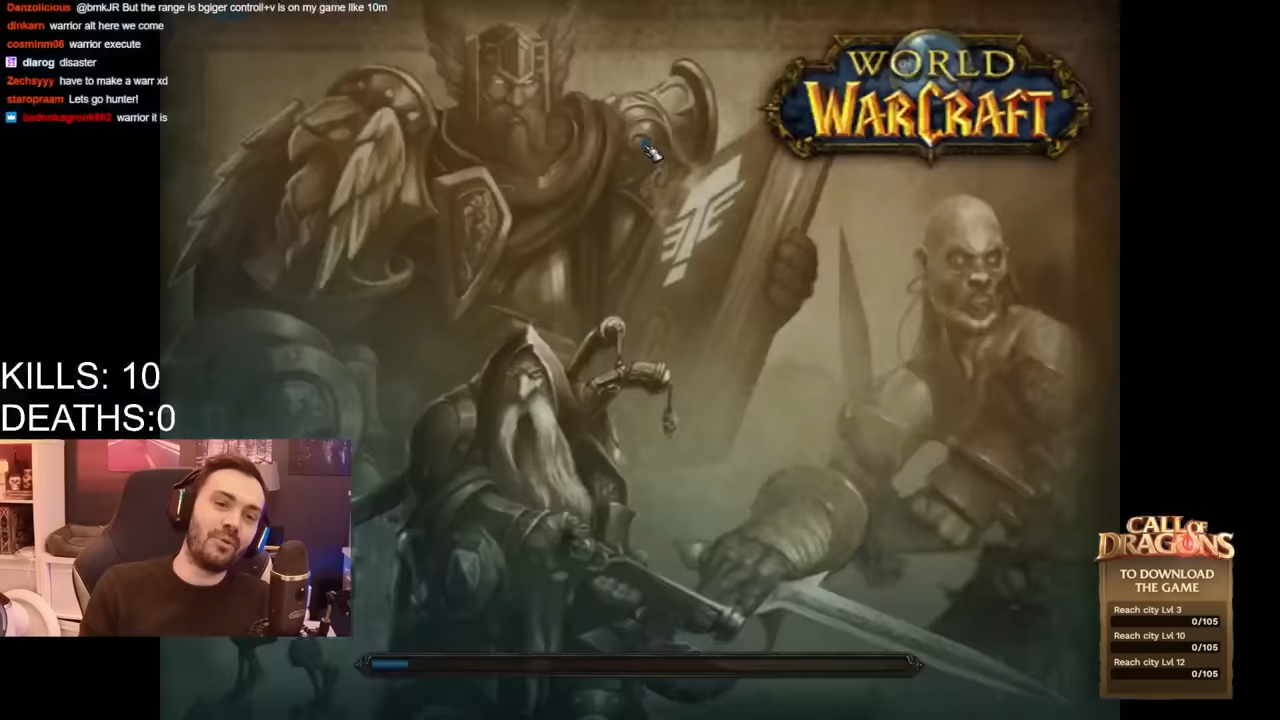 Danzolicious @bmkJR But the range is bgiger controll+v is on my game like 10m
dinkarn warrior alt here we come
cosminm06 warrior execute
dlarog disaster
Zechsyyy have to make a warr xd
staropraam Lets go hunter!
warrior it is
WORLD
OF
WARCRAFT
KILLS: 10
DEATHS:0
CALL OF
DRAGONS
TO DOWNLOAD
THE GAME
Reach city Lvl 3
0/105
Reach city Lvl 10
0/105
Reach city Lvl 12
0/105